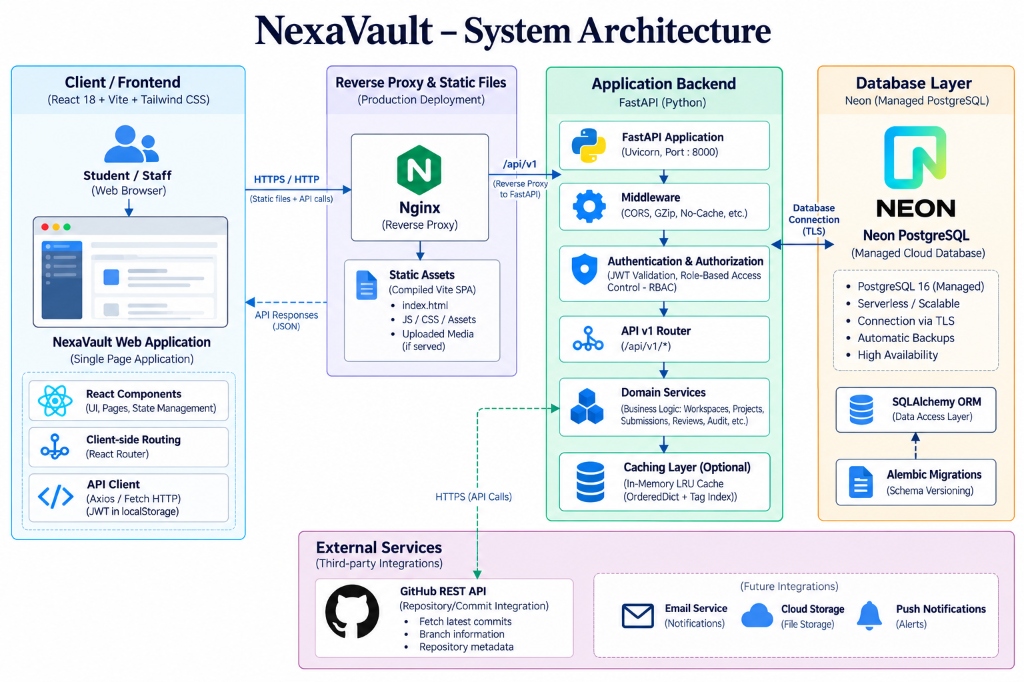 NexaVault – System Architecture
Client / Frontend
(React 18 + Vite + Tailwind CSS)
Student / Staff
(Web Browser)
NexaVault Web Application
(Single Page Application)
React Components
(UI, Pages, State Management)
Client-side Routing
(React Router)
API Client
(Axios / Fetch HTTP)
(JWT in localStorage)
HTTPS / HTTP
(Static files + API calls)
API Responses
(JSON)
Reverse Proxy & Static Files
(Production Deployment)
N
Nginx
(Reverse Proxy)
Static Assets
(Compiled Vite SPA)
• index.html
• JS / CSS / Assets
• Uploaded Media
(if served)
/api/v1
(Reverse Proxy
to FastAPI)
Application Backend
FastAPI (Python)
FastAPI Application
(Uvicorn, Port : 8000)
Middleware
(CORS, GZip, No-Cache, etc.)
Authentication & Authorization
(JWT Validation, Role-Based Access
Control - RBAC)
API v1 Router
(/api/v1/*)
Domain Services
(Business Logic: Workspaces, Projects,
Submissions, Reviews, Audit, etc.)
Caching Layer (Optional)
(In-Memory LRU Cache
(OrderedDict + Tag Index))
Database
Connection
(TLS)
Database Layer
Neon (Managed PostgreSQL)
NEON
Neon PostgreSQL
(Managed Cloud Database)
• PostgreSQL 16 (Managed)
• Serverless / Scalable
• Connection via TLS
• Automatic Backups
• High Availability
SQLAlchemy ORM
(Data Access Layer)
Alembic Migrations
(Schema Versioning)
HTTPS (API Calls)
External Services
(Third-party Integrations)
GitHub REST API
(Repository/Commit Integration)
• Fetch latest commits
• Branch information
• Repository metadata
(Future Integrations)
Email Service
(Notifications)
Cloud Storage
(File Storage)
Push Notifications
(Alerts)